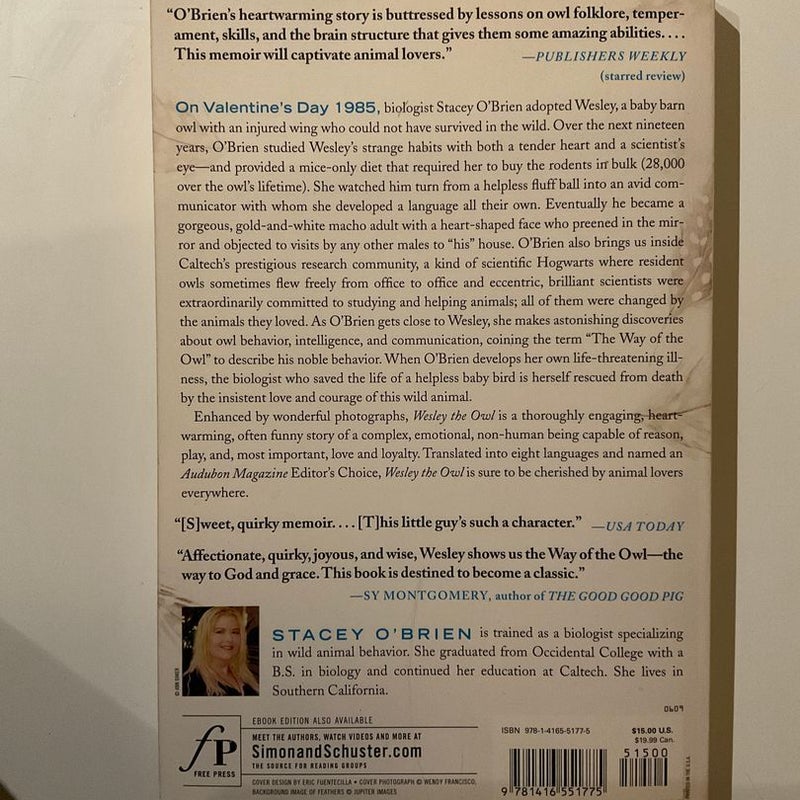 “O’Brien’s heartwarming story is buttressed by lessons on owl folklore, temper-
ament, skills, and the brain structure that gives them some amazing abilities. . . .
This memoir will captivate animal lovers.” —PUBLISHERS WEEKLY
(starred review)
On Valentine’s Day 1985, biologist Stacey O’Brien adopted Wesley, a baby barn
owl with an injured wing who could not have survived in the wild. Over the next nineteen
years, O’Brien studied Wesley’s strange habits with both a tender heart and a scientist’s
eye—and provided a mice-only diet that required her to buy the rodents in bulk (28,000
over the owl’s lifetime). She watched him turn from a helpless fluff ball into an avid com-
municator with whom she developed a language all their own. Eventually he became a
gorgeous, gold-and-white macho adult with a heart-shaped face who preened in the mir-
ror and objected to visits by any other males to “his” house. O’Brien also brings us inside
Caltech’s prestigious research community, a kind of scientific Hogwarts where resident
owls sometimes flew freely from office to office and eccentric, brilliant scientists were
extraordinarily committed to studying and helping animals; all of them were changed by
the animals they loved. As O’Brien gets close to Wesley, she makes astonishing discoveries
about owl behavior, intelligence, and communication, coining the term “The Way of the
Owl” to describe his noble behavior. When O’Brien develops her own life-threatening ill-
ness, the biologist who saved the life of a helpless baby bird is herself rescued from death
by the insistent love and courage of this wild animal.
Enhanced by wonderful photographs, Wesley the Owl is a thoroughly engaging, heart-
warming, often funny story of a complex, emotional, non-human being capable of reason,
play, and, most important, love and loyalty. Translated into eight languages and named an
Audubon Magazine Editor’s Choice, Wesley the Owl is sure to be cherished by animal lovers
everywhere.
“[S]weet, quirky memoir. . . . [T]his little guy’s such a character.” —USA TODAY
“Affectionate, quirky, joyous, and wise, Wesley shows us the Way of the Owl—the
way to God and grace. This book is destined to become a classic.”
—SY MONTGOMERY, author of THE GOOD GOOD PIG
STACEY O’BRIEN is trained as a biologist specializing
in wild animal behavior. She graduated from Occidental College with a
B.S. in biology and continued her education at Caltech. She lives in
Southern California.
0609
fP
FREE PRESS
EBOOK EDITION ALSO AVAILABLE
MEET THE AUTHORS, WATCH VIDEOS AND MORE AT
SimonandSchuster.com
THE SOURCE FOR READING GROUPS
COVER DESIGN BY ERIC FUENTECILLA • COVER PHOTOGRAPH © WENDY FRANCISCO,
BACKGROUND IMAGE OF FEATHERS © JUPITER IMAGES
ISBN 978-1-4165-5177-5
$15.00 U.S.
$19.99 Can.
51500
9 781416 551775